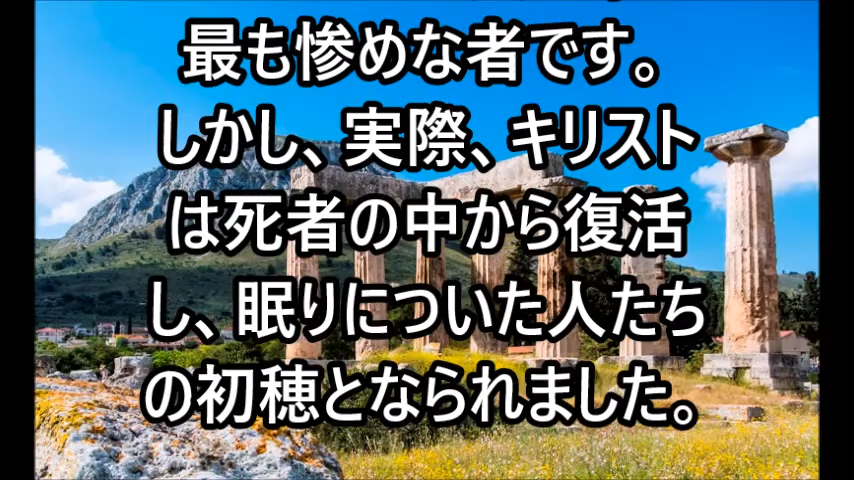 最も惨めな者です。
しかし、実際、キリスト
は死者の中から復活
し、眠りについた人たち
の初穂となられました。